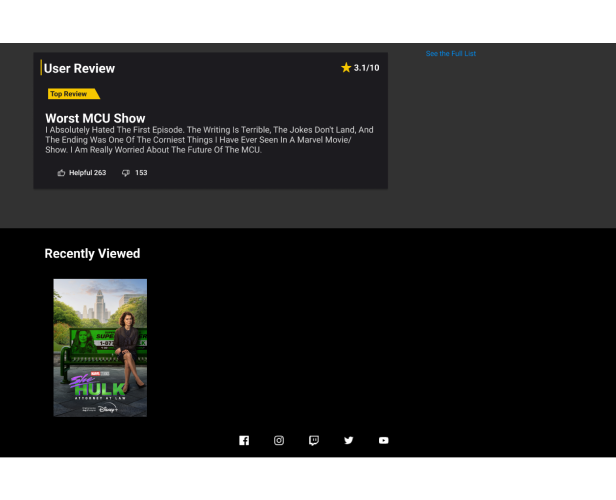 See the Full List
User Review
3.1/10
Top Review
Worst MCU Show
I Absolutely Hated The First Episode. The Writing Is Terrible, The Jokes Don't Land, And
The Ending Was One Of The Corniest Things I Have Ever Seen In A Marvel Movie/
Show. I Am Really Worried About The Future Of The MCU.
Helpful 263
153
Recently Viewed
MARVEL STUDIOS
She
HULK
ATTORNEY AT LAW
Disney+